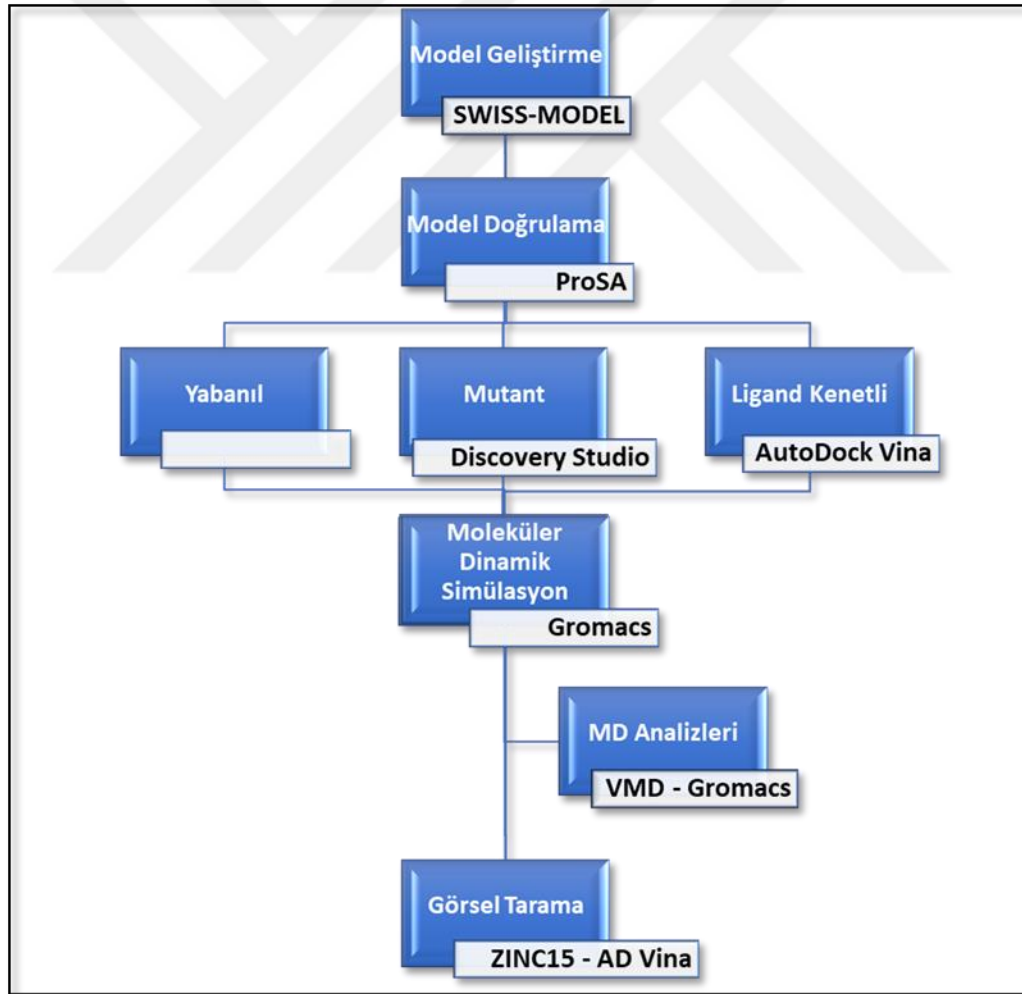 Model Geliştirme
SWISS-MODEL
Model Doğrulama
ProSA
Yabanıl
Mutant
Discovery Studio
Ligand Kenetli
AutoDock Vina
Moleküler
Dinamik
Simülasyon
Gromacs
MD Analizleri
VMD - Gromacs
Görsel Tarama
ZINC15 - AD Vina